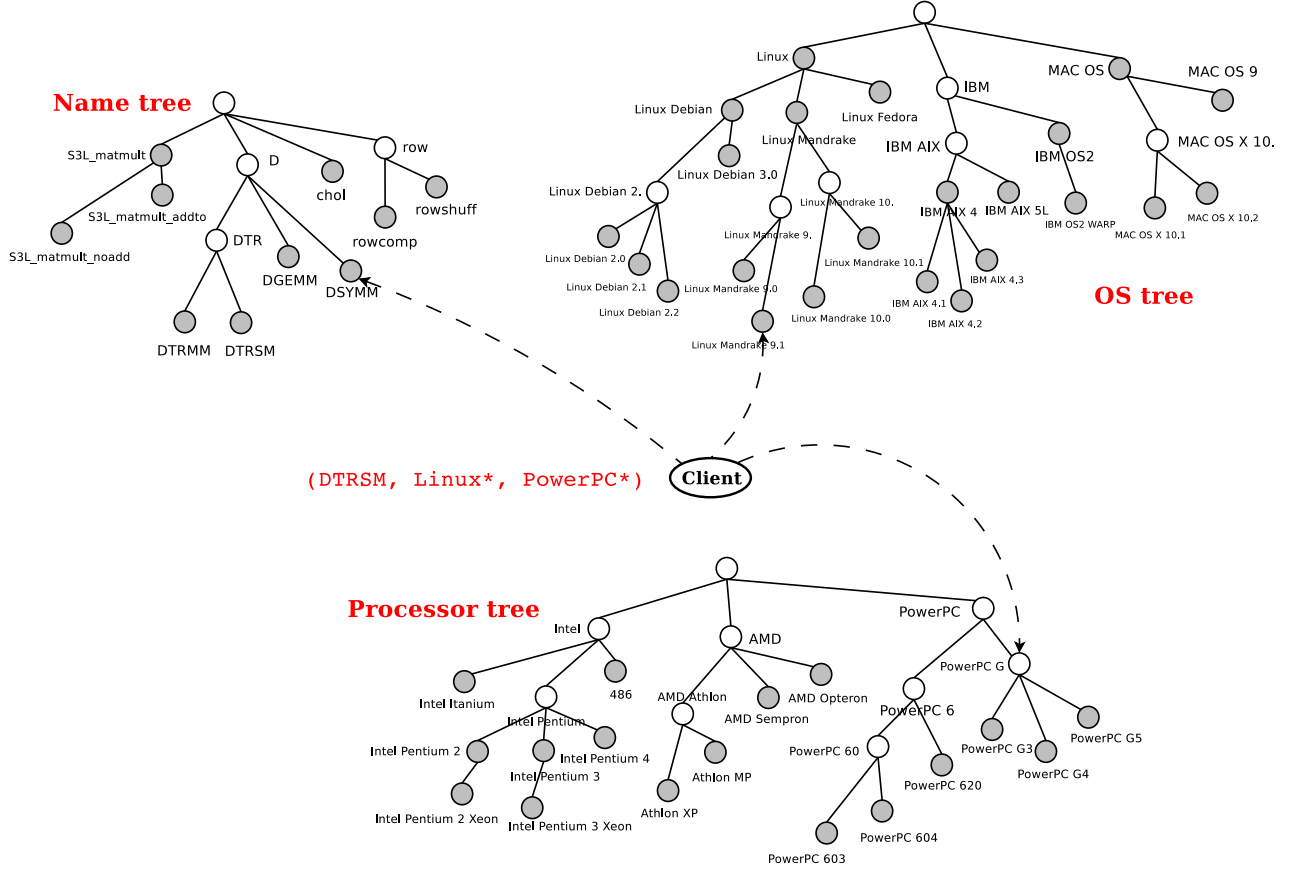 Name tree
S3L_matmult
D
row
chol
rowshuff
S3L_matmult_addto
rowcomp
DTR
S3L_matmult_noadd
DGEMM
DSYMM
DTRMM
DTRSM
Linux
IBM
MAC OS
MAC OS 9
Linux Debian
Linux Mandrake
Linux Fedora
IBM AIX
IBM OS2
MAC OS X 10.
Linux Debian 3.0
Linux Debian 2.
Linux Mandrake 10.
IBM AIX 4
IBM AIX 5L
IBM OS2 WARP
MAC OS X 10.1
MAC OS X 10.2
Linux Mandrake 9.
Linux Debian 2.0
Linux Mandrake 10.1
Linux Debian 2.1
Linux Mandrake 9.0
IBM AIX 4.3
IBM AIX 4.1
OS tree
Linux Debian 2.2
Linux Mandrake 10.0
IBM AIX 4.2
Linux Mandrake 9.1
(DTRSM, Linux*, PowerPC*)
Client
Processor tree
Intel
AMD
PowerPC
PowerPC G
486
Intel Itanium
AMD Athlon
AMD Opteron
Intel Pentium
AMD Sempron
PowerPC 6
Intel Pentium 2
Intel Pentium 4
PowerPC 60
PowerPC G3
PowerPC G5
Intel Pentium 3
Athlon MP
PowerPC G4
PowerPC 620
Intel Pentium 2 Xeon
Intel Pentium 3 Xeon
Athlon XP
PowerPC 604
PowerPC 603